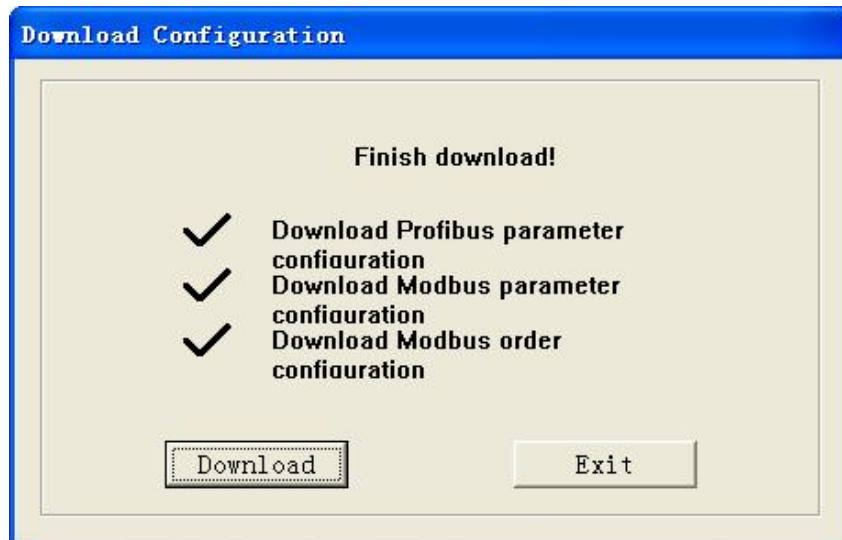 Download Configuration
Finish download!
Download Profibus parameter
configuration
Download Modbus parameter
configuration
Download Modbus order
configuration
Download
Exit